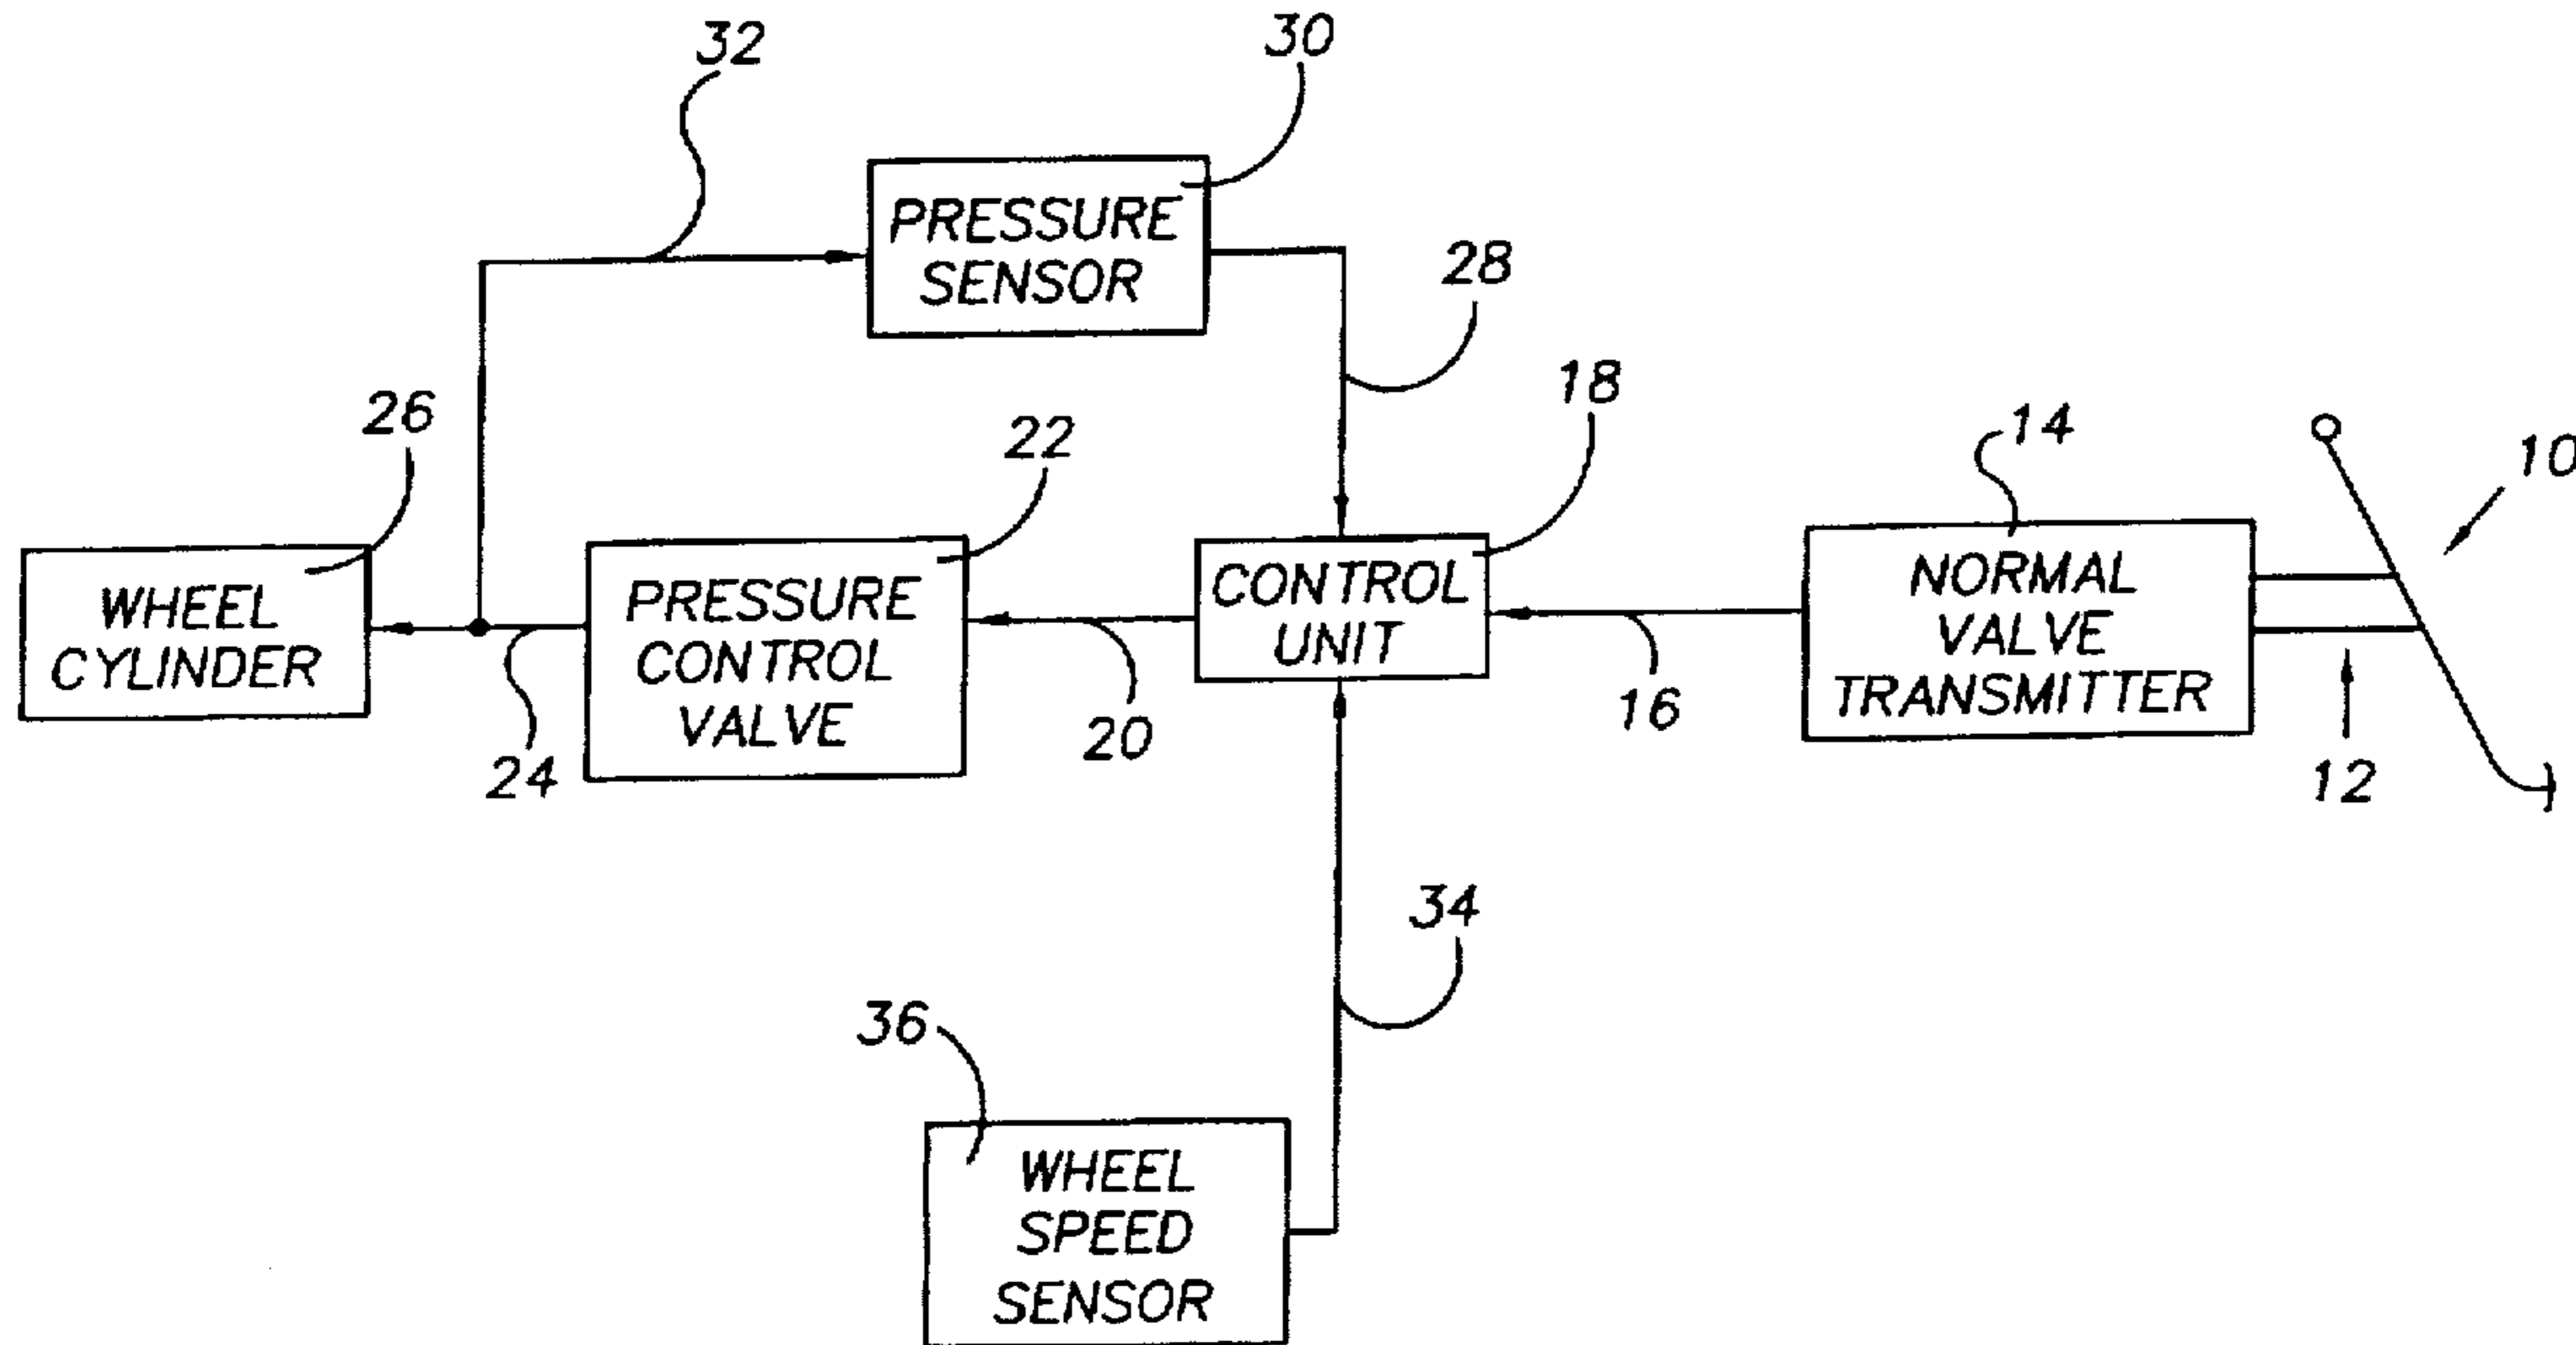 32
30
PRESSURE
SENSOR
28
18
26
22
14
10
WHEEL
CYLINDER
PRESSURE
CONTROL
VALVE
CONTROL
UNIT
NORMAL
VALVE
TRANSMITTER
24
20
16
12
34
36
WHEEL
SPEED
SENSOR